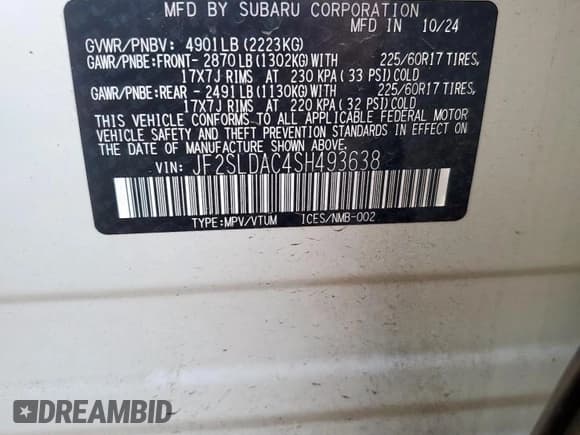 MFD BY SUBARU CORPORATION
GVWR/PNBV: 4901LB(2223KG) MFD IN 10/24
GAWR/PNBE:FRONT- 2870LB(1302KG)WITH 225/60R17 TIRES,
17X7J RIMS AT 230 KPA(33 PSI)COLD
GAWR/PNBE:REAR - 2491LB(1130KG)WITH 225/60R17 TIRES,
17X7J RIMS AT 220 KPA(32 PSI)COLD
THIS VEHICLE CONFORMS TO ALL APPLICABLE FEDERAL MOTOR
VEHICLE SAFETY AND THEFT PREVENTION STANDARDS IN EFFECT ON
THE DATE OF MANUFACTURE SHOWN ABOVE.
VIN: JF2SLDAC4SH493638
TYPE:MPV/VTUM ICES/NMB-002
DREAMBID